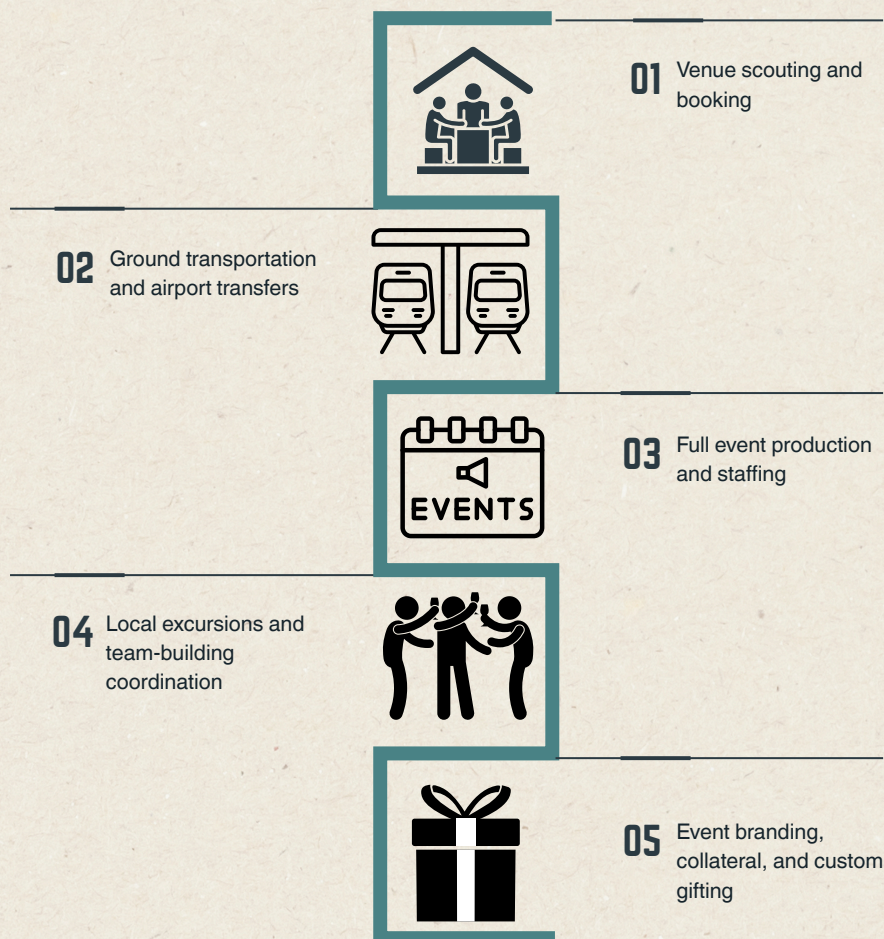 01
Venue scouting and
booking
02
Ground transportation
and airport transfers
03
Full event production
and staffing
EVENTS
04
Local excursions and
team-building
coordination
05
Event branding,
collateral, and custom
gifting